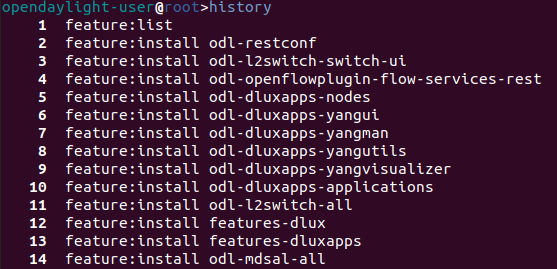 opendaylight-user@root>history
1 feature:list
2 feature:install odl-restconf
3 feature:install odl-l2switch-switch-ui
4 feature:install odl-openflowplugin-flow-services-rest
5 feature:install odl-dluxapps-nodes
6 feature:install odl-dluxapps-yangui
7 feature:install odl-dluxapps-yangman
8 feature:install odl-dluxapps-yangutils
9 feature:install odl-dluxapps-yangvisualizer
10 feature:install odl-dluxapps-applications
11 feature:install odl-l2switch-all
12 feature:install features-dlux
13 feature:install features-dluxapps
14 feature:install odl-mdsal-all